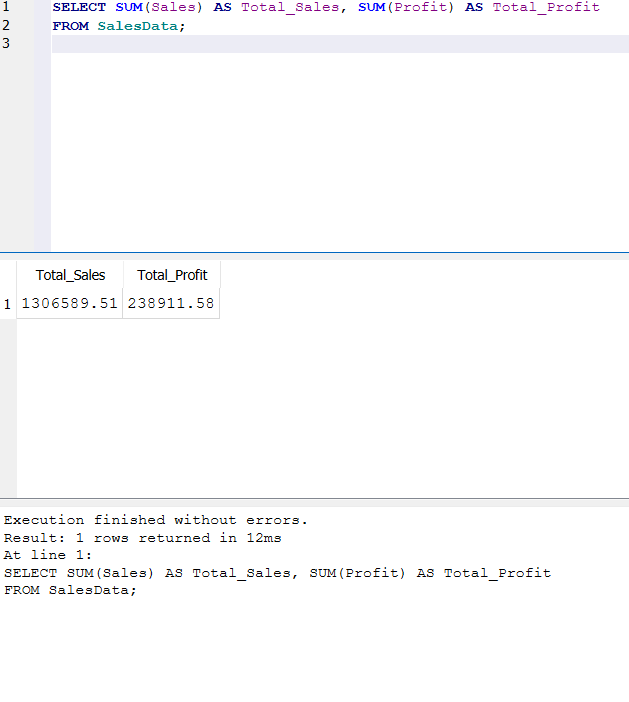 1 SELECT SUM(Sales) AS Total_Sales, SUM(Profit) AS Total_Profit
2 FROM SalesData;
3
Total_Sales Total_Profit
1 1306589.51 238911.58
Execution finished without errors.
Result: 1 rows returned in 12ms
At line 1:
SELECT SUM(Sales) AS Total_Sales, SUM(Profit) AS Total_Profit
FROM SalesData;